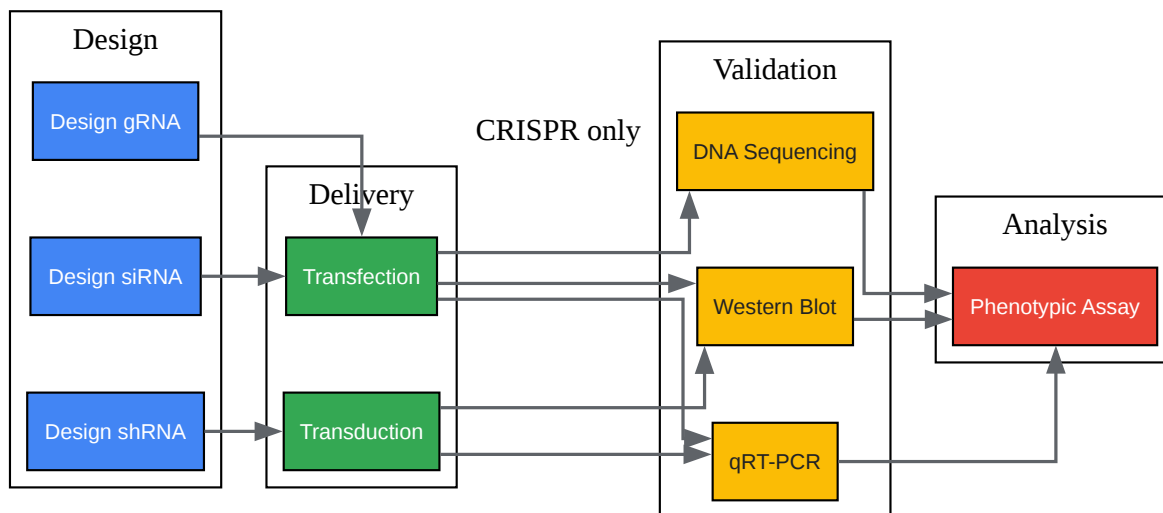 Design
Design gRNA
Design siRNA
Design shRNA
Delivery
Transfection
Transduction
CRISPR only
Validation
DNA Sequencing
Western Blot
qRT-PCR
Analysis
Phenotypic Assay